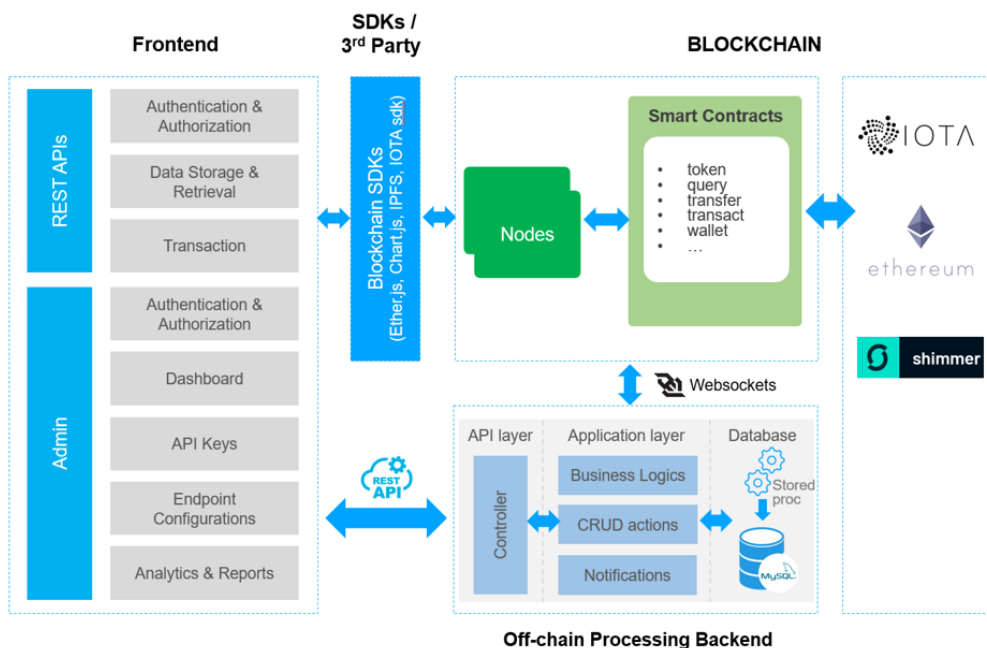 Frontend
SDKs /
3rd Party
BLOCKCHAIN
REST APIs
Authentication &
Authorization
Data Storage &
Retrieval
Transaction
Admin
Authentication &
Authorization
Dashboard
API Keys
Endpoint
Configurations
Analytics & Reports
Blockchain SDKs
(Ether.js, Chart.js, IPFS, IOTA sdk)
Nodes
Smart Contracts
• token
• query
• transfer
• transact
• wallet
• ...
IOTA
ethereum
shimmer
Websockets
REST
API
API layer
Application layer
Database
Controller
Business Logics
CRUD actions
Notifications
Stored
proc
MySQL
Off-chain Processing Backend